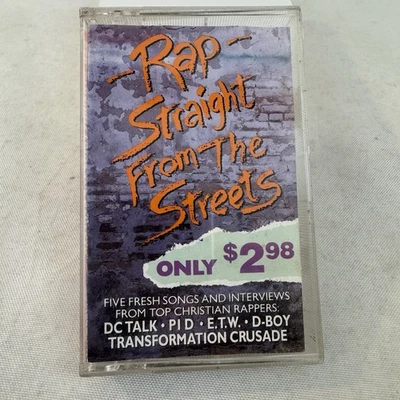 -Rap-
Straight
From The
Streets
ONLY $2.98
FIVE FRESH SONGS AND INTERVIEWS
FROM TOP CHRISTIAN RAPPERS:
DC TALK • PI D • E.T.W. • D-BOY
TRANSFORMATION CRUSADE